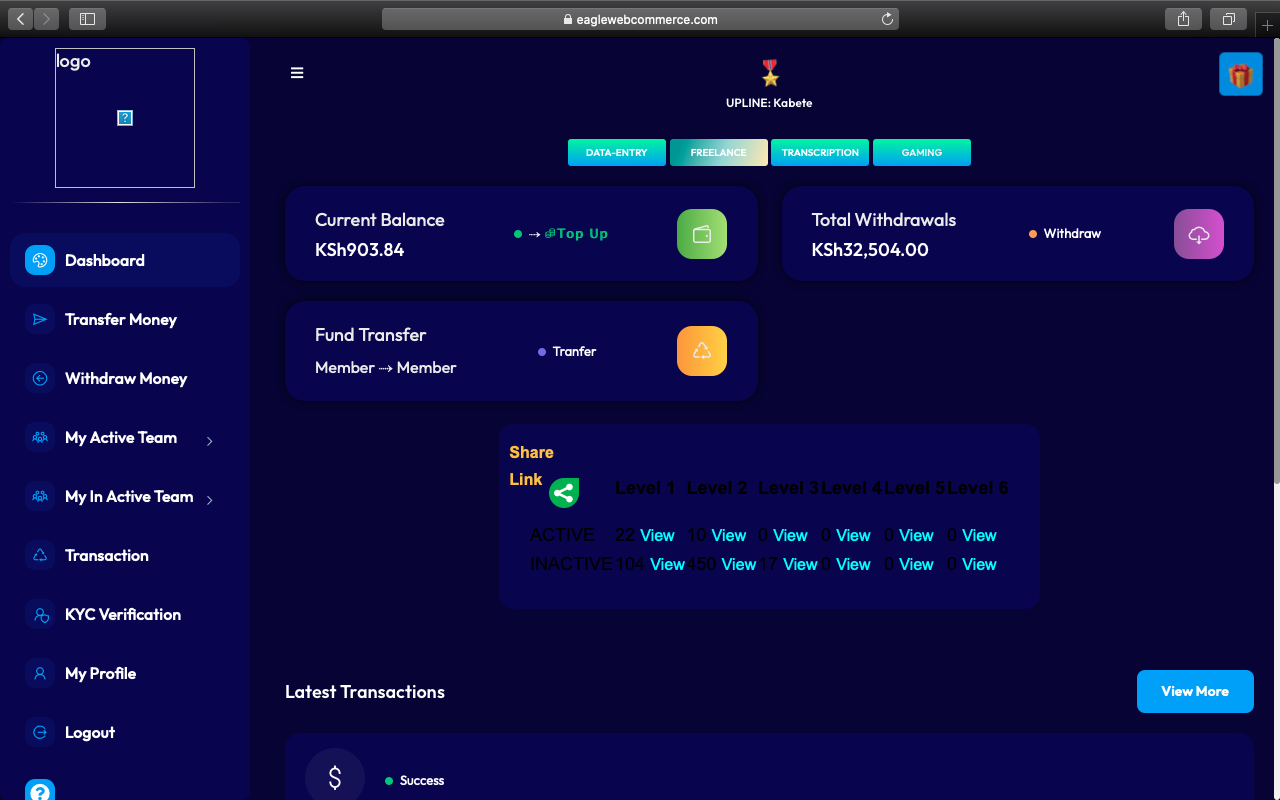 eaglewebcommerce.com
logo
UPLINE: Kabete
DATA-ENTRY FREELANCE TRANSCRIPTION GAMING
Dashboard
Transfer Money
Withdraw Money
My Active Team
My In Active Team
Transaction
KYC Verification
My Profile
Logout
Current Balance
KSh903.84
Top Up
Total Withdrawals
KSh32,504.00
Withdraw
Fund Transfer
Member ⤑ Member
Tranfer
Share
Link
Level 1 Level 2 Level 3 Level 4 Level 5 Level 6
ACTIVE 22 View 10 View 0 View 0 View 0 View 0 View
INACTIVE 104 View 450 View 17 View 0 View 0 View 0 View
Latest Transactions
View More
$
Success